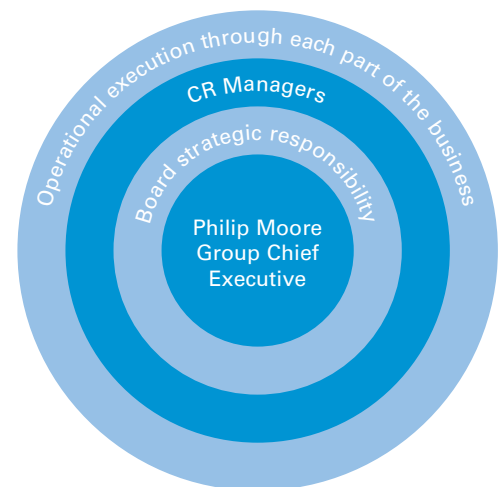 Operational execution through each part of the business
CR Managers
Board strategic responsibility
Philip Moore
Group Chief
Executive